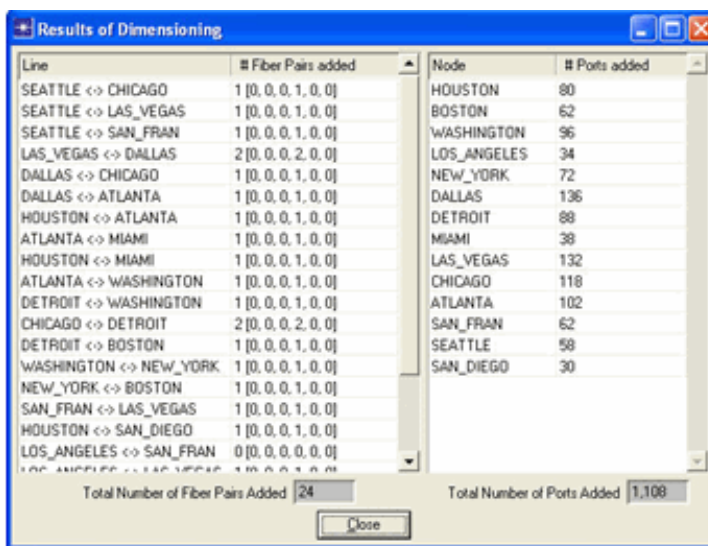 Results of Dimensioning
Line # Fiber Pairs added
SEATTLE <-> CHICAGO 1 [0, 0, 0, 1, 0, 0]
SEATTLE <-> LAS_VEGAS 1 [0, 0, 0, 1, 0, 0]
SEATTLE <-> SAN_FRAN 1 [0, 0, 0, 1, 0, 0]
LAS_VEGAS <-> DALLAS 2 [0, 0, 0, 2, 0, 0]
DALLAS <-> CHICAGO 1 [0, 0, 0, 1, 0, 0]
DALLAS <-> ATLANTA 1 [0, 0, 0, 1, 0, 0]
HOUSTON <-> ATLANTA 1 [0, 0, 0, 1, 0, 0]
ATLANTA <-> MIAMI 1 [0, 0, 0, 1, 0, 0]
HOUSTON <-> MIAMI 1 [0, 0, 0, 1, 0, 0]
ATLANTA <-> WASHINGTON 1 [0, 0, 0, 1, 0, 0]
DETROIT <-> WASHINGTON 1 [0, 0, 0, 1, 0, 0]
CHICAGO <-> DETROIT 2 [0, 0, 0, 2, 0, 0]
DETROIT <-> BOSTON 1 [0, 0, 0, 1, 0, 0]
WASHINGTON <-> NEW_YORK 1 [0, 0, 0, 1, 0, 0]
NEW_YORK <-> BOSTON 1 [0, 0, 0, 1, 0, 0]
SAN_FRAN <-> LAS_VEGAS 1 [0, 0, 0, 1, 0, 0]
HOUSTON <-> SAN_DIEGO 1 [0, 0, 0, 1, 0, 0]
LOS_ANGELES <-> SAN_FRAN 0 [0, 0, 0, 0, 0, 0]
LOS_ANGELES <-> LAS_VEGAS 1 [0, 0, 0, 1, 0, 0]
Total Number of Fiber Pairs Added 24
Node # Ports added
HOUSTON 80
BOSTON 62
WASHINGTON 96
LOS_ANGELES 34
NEW_YORK 72
DALLAS 136
DETROIT 88
MIAMI 38
LAS_VEGAS 132
CHICAGO 118
ATLANTA 102
SAN_FRAN 62
SEATTLE 58
SAN_DIEGO 30
Total Number of Ports Added 1,108
Close